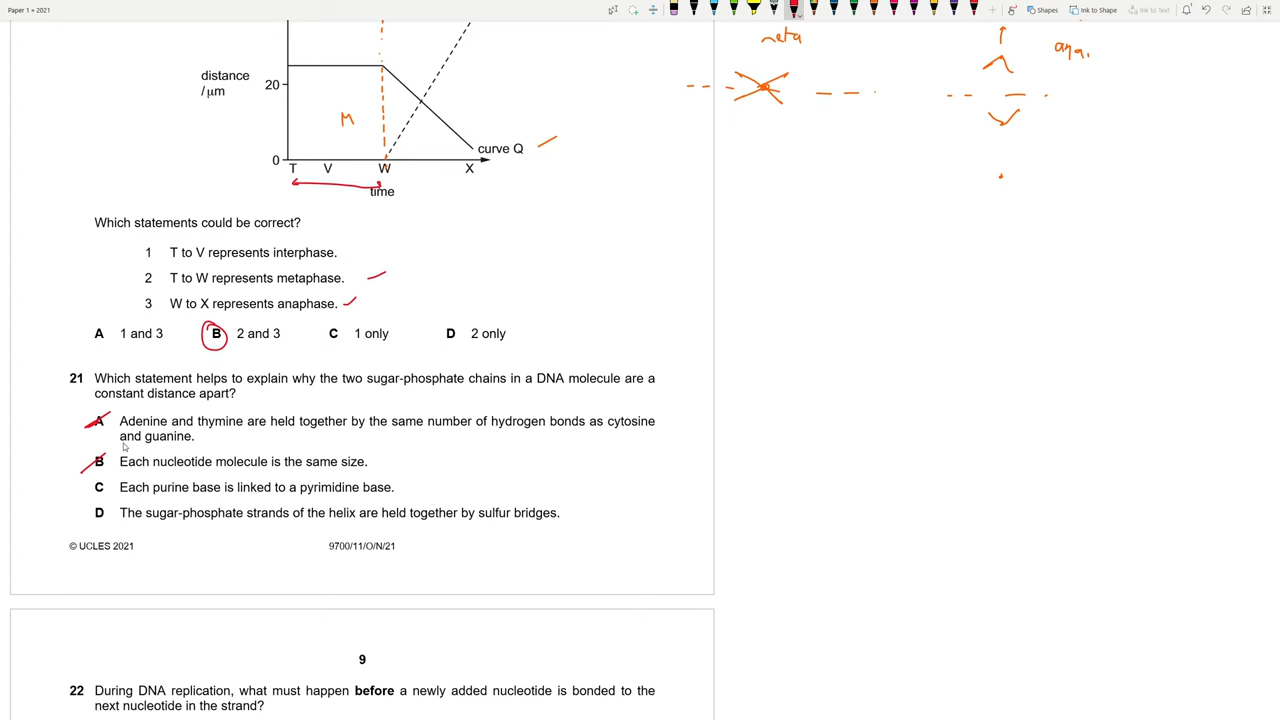 Paper 1 » 2021
Shapes
Ink to Shape
Ink to Text
meta
ana.
distance
/ μm
20
M
0
curve Q
T V W X
time
Which statements could be correct?
1 T to V represents interphase.
2 T to W represents metaphase.
3 W to X represents anaphase.
A 1 and 3 B 2 and 3 C 1 only D 2 only
21 Which statement helps to explain why the two sugar-phosphate chains in a DNA molecule are a
constant distance apart?
A Adenine and thymine are held together by the same number of hydrogen bonds as cytosine
and guanine.
B Each nucleotide molecule is the same size.
C Each purine base is linked to a pyrimidine base.
D The sugar-phosphate strands of the helix are held together by sulfur bridges.
© UCLES 2021 9700/11/O/N/21
9
22 During DNA replication, what must happen before a newly added nucleotide is bonded to the
next nucleotide in the strand?